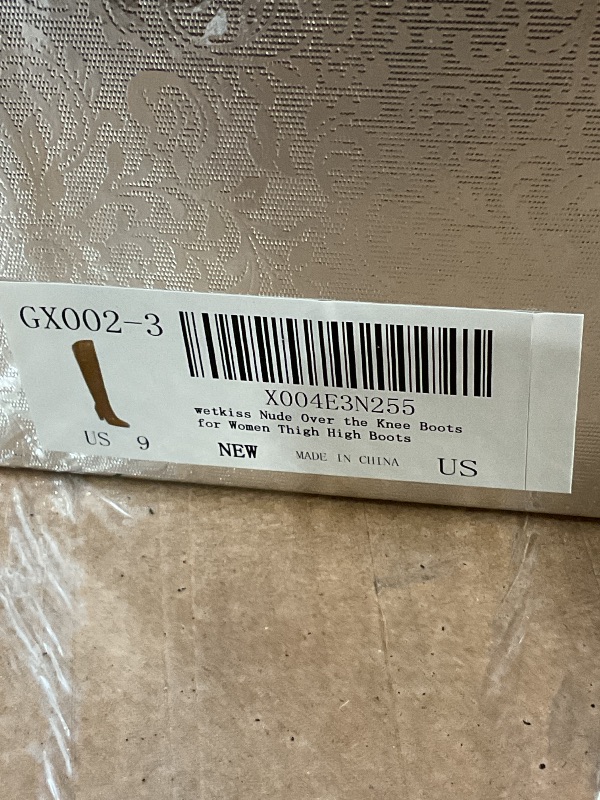 GX002-3
X004E3N255
wetkiss Nude Over the Knee Boots
for Women Thigh High Boots
US 9
NEW MADE IN CHINA US